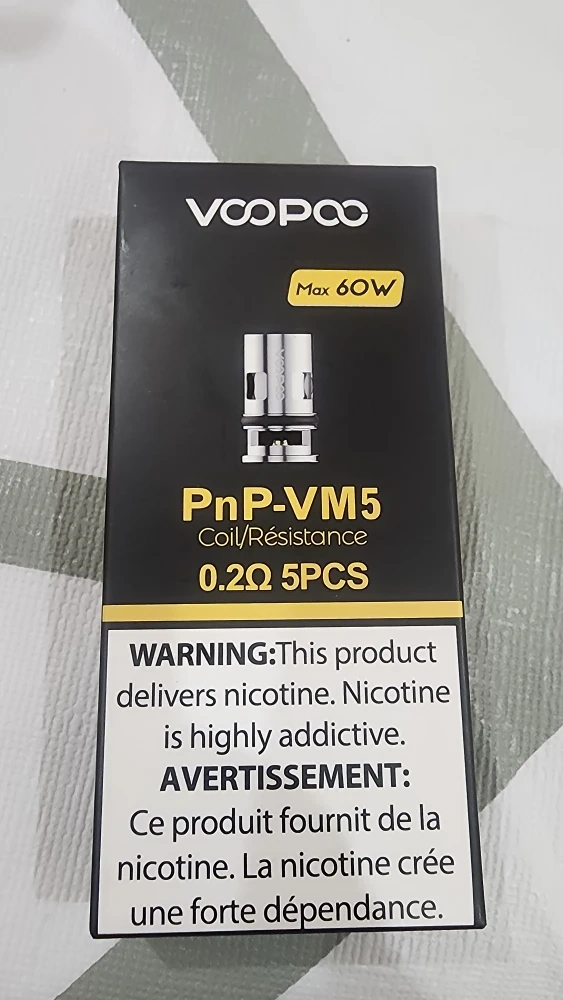 VOOPOO
Max 60W
VOOPOO
PnP-VM5
Coil/Résistance
0.2Ω 5PCS
WARNING:This product
delivers nicotine. Nicotine
is highly addictive.
AVERTISSEMENT:
Ce produit fournit de la
nicotine. La nicotine crée
une forte dépendance.